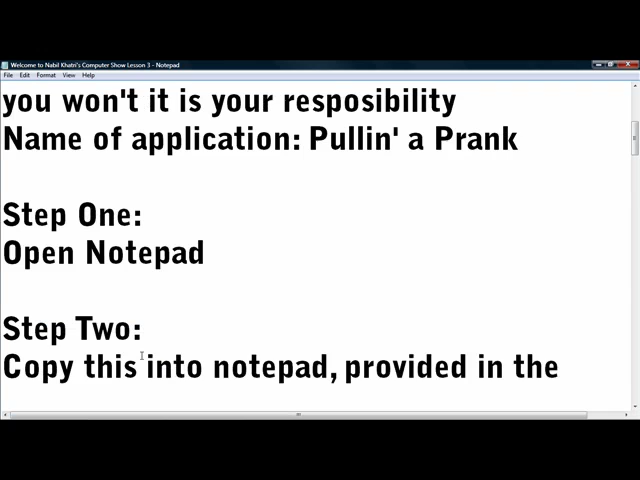 Welcome to Nabil Khatri's Computer Show Lesson 3 - Notepad
File Edit Format View Help
you won't it is your resposibility
Name of application: Pullin' a Prank
Step One:
Open Notepad
Step Two:
Copy this into notepad, provided in the